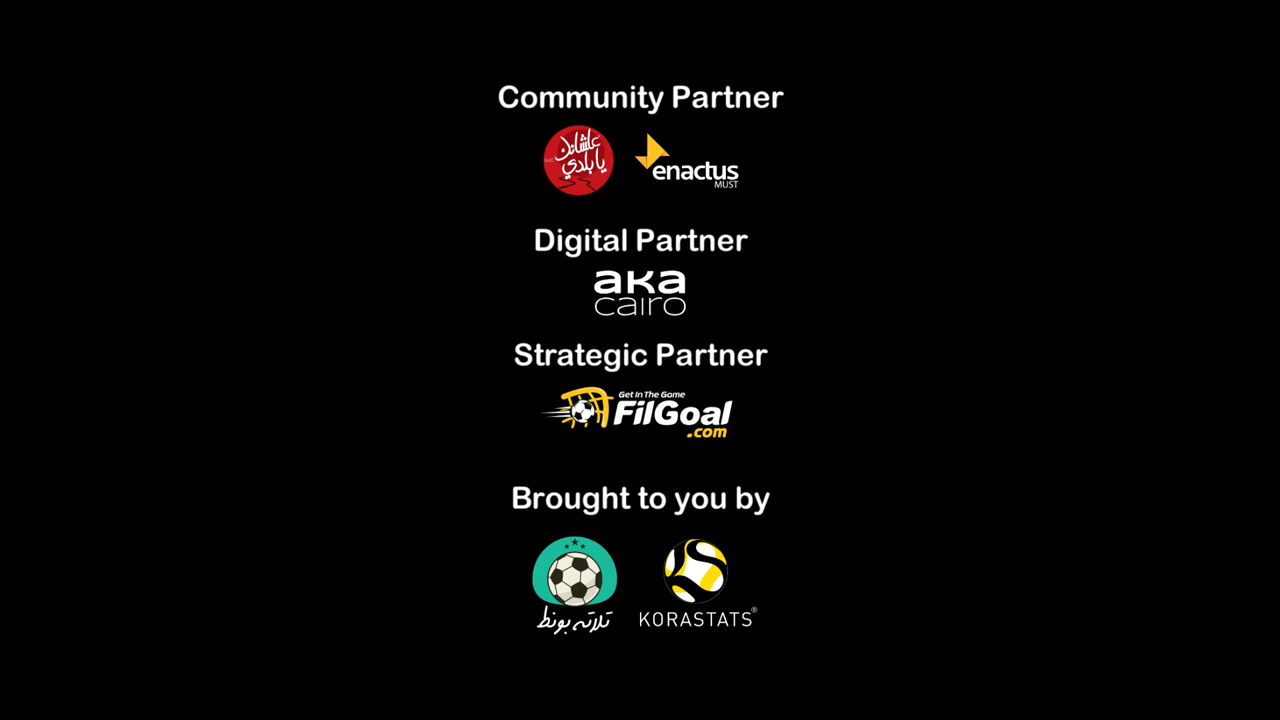 Community Partner
علشانك
يا بلدي
enactus
MUST
Digital Partner
aka
cairo
Strategic Partner
Get In The Game
FilGoal
.com
Brought to you by
تلاته بونط
KORASTATS®